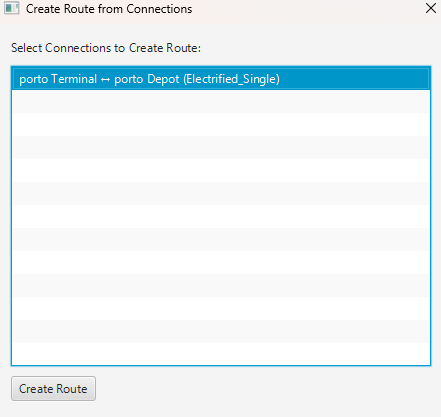 Create Route from Connections
Select Connections to Create Route:
porto Terminal ↔ porto Depot (Electrified_Single)
Create Route